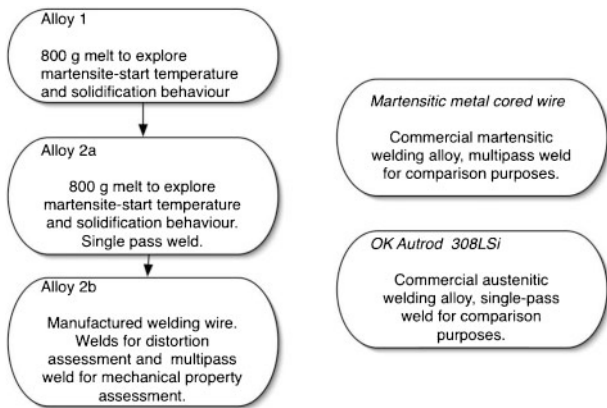 Alloy 1
800 g melt to explore
martensite-start temperature
and solidification behaviour
Alloy 2a
800 g melt to explore
martensite-start temperature
and solidification behaviour.
Single pass weld.
Alloy 2b
Manufactured welding wire.
Welds for distortion
assessment and multipass
weld for mechanical property
assessment.
Martensitic metal cored wire
Commercial martensitic
welding alloy, multipass weld
for comparison purposes.
OK Autrod 308LSi
Commercial austenitic
welding alloy, single-pass
weld for comparison
purposes.